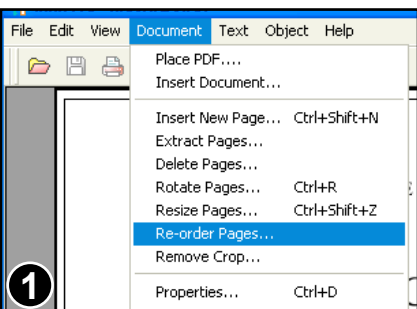 File Edit View Document Text Object Help
Place PDF....
Insert Document...
Insert New Page... Ctrl+Shift+N
Extract Pages...
Delete Pages...
Rotate Pages... Ctrl+R
Resize Pages... Ctrl+Shift+Z
Re-order Pages...
Remove Crop...
Properties... Ctrl+D
1